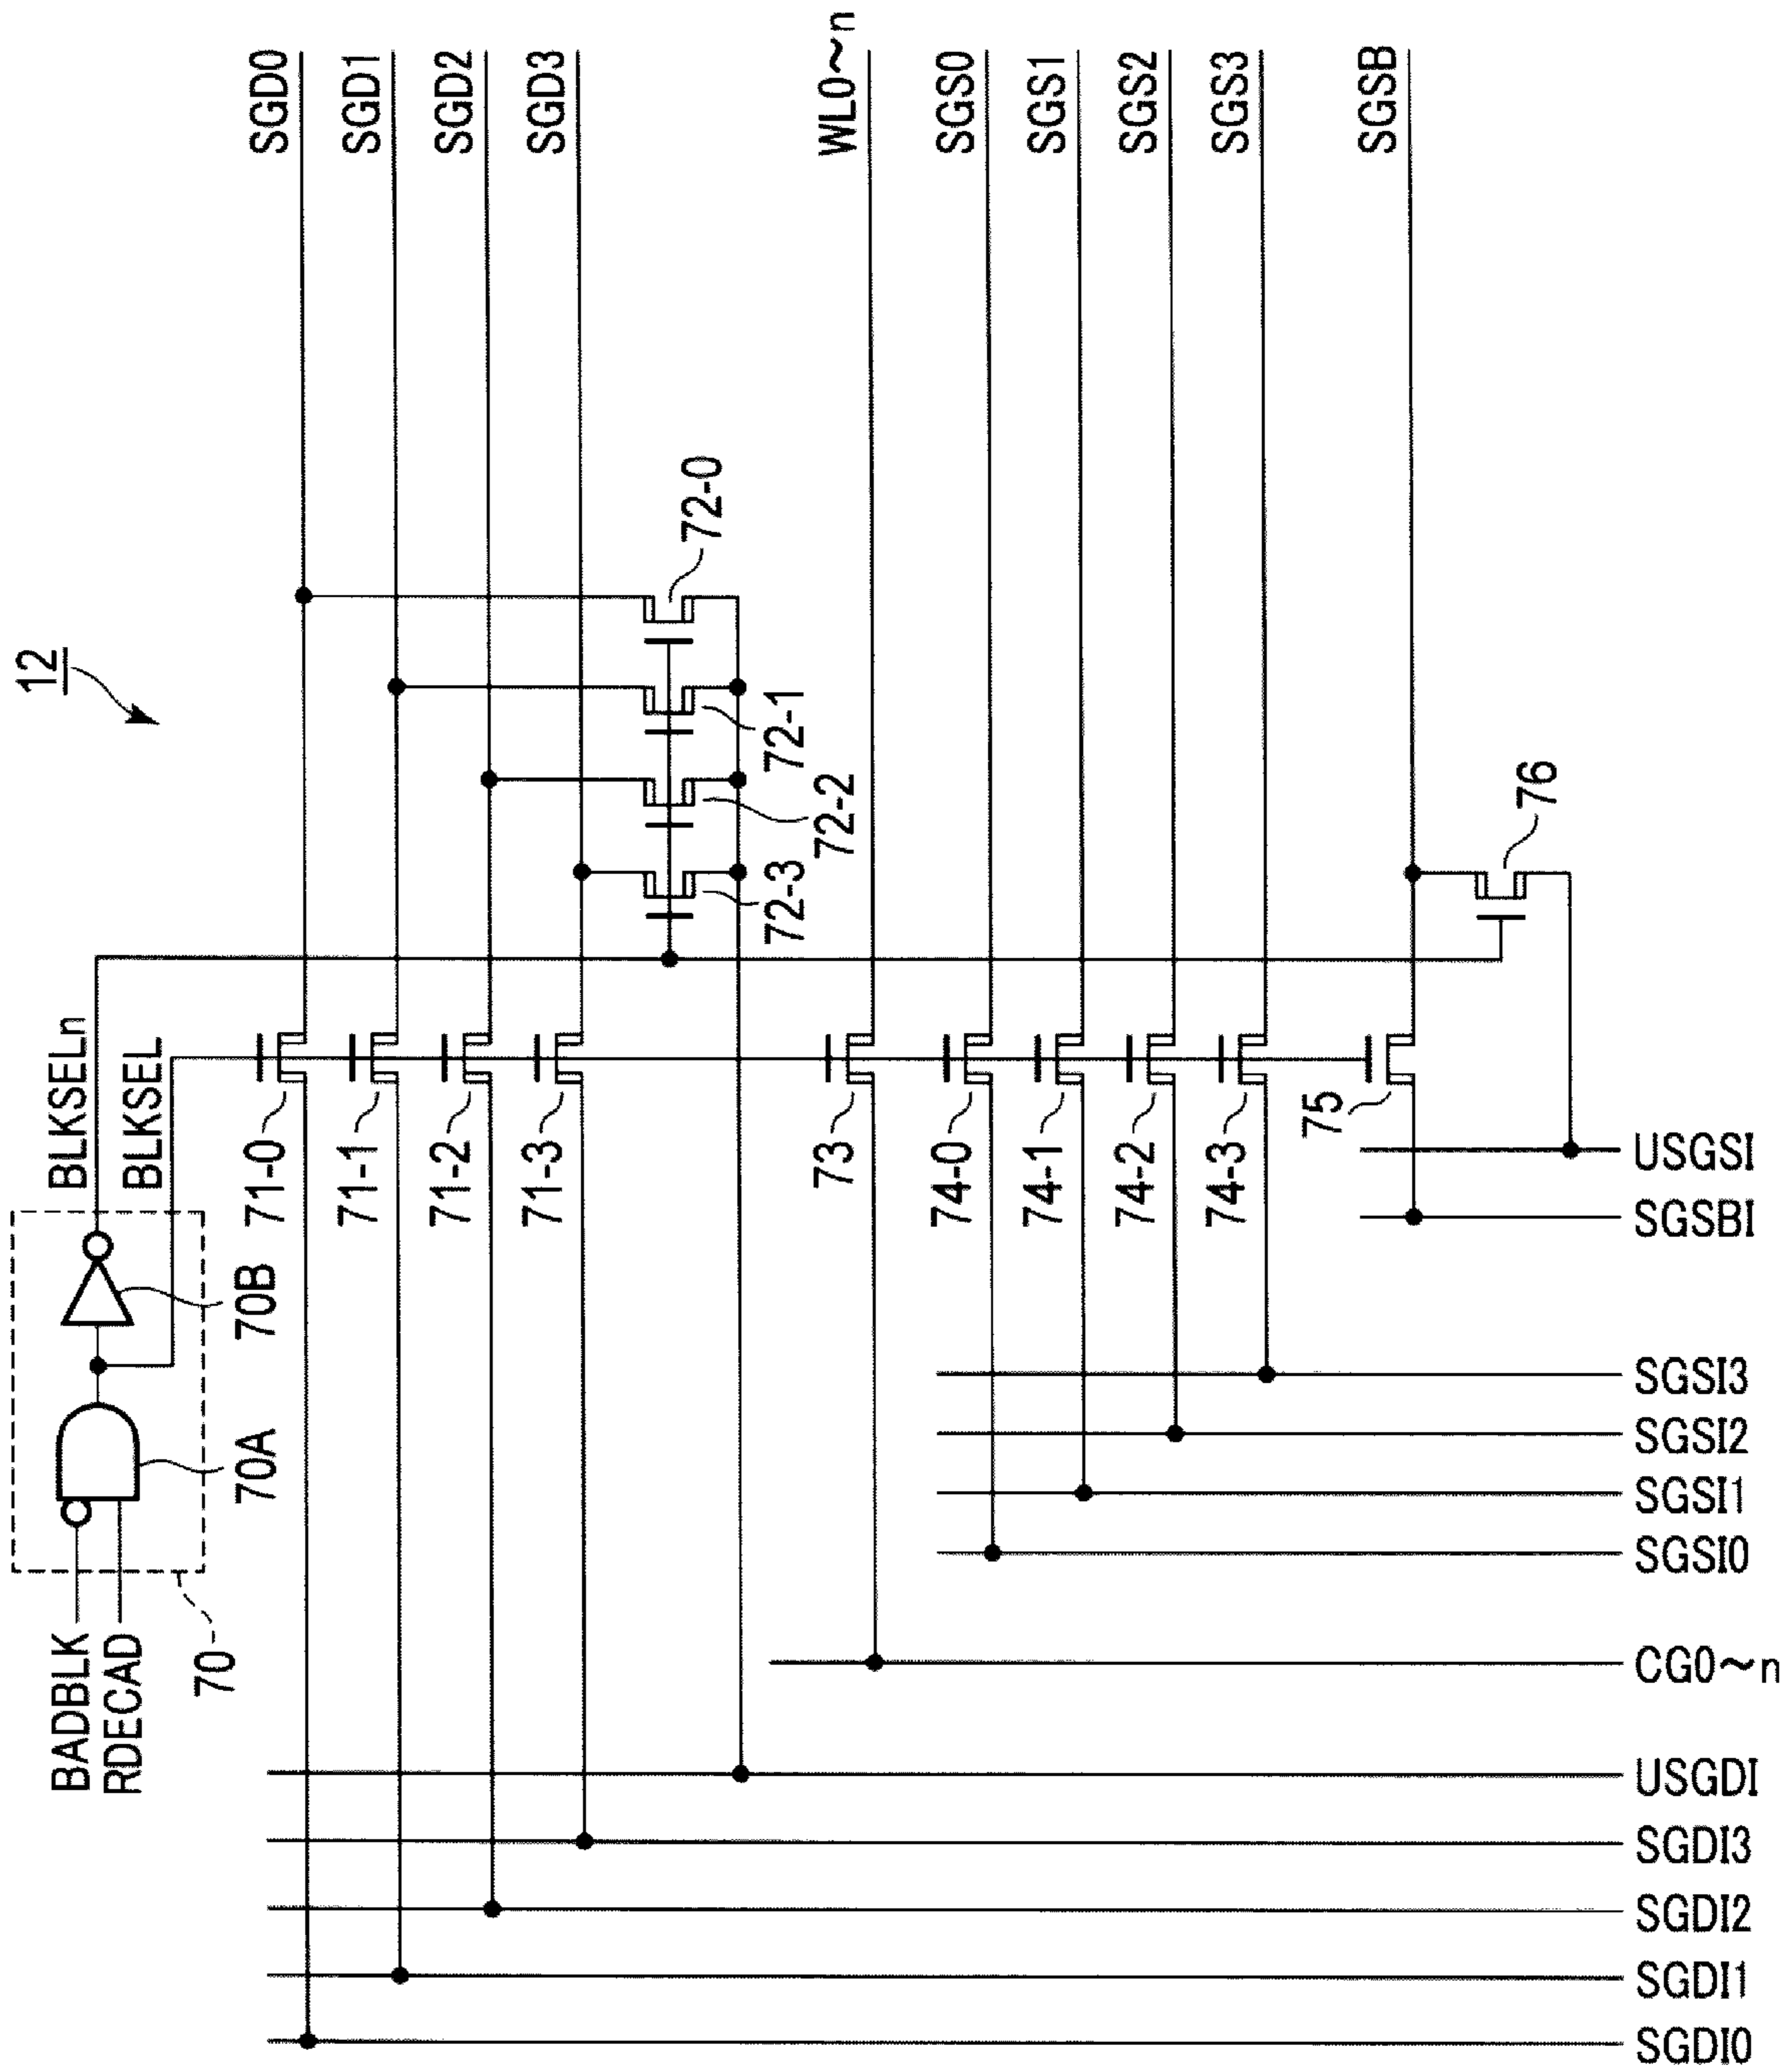 12
SGD0
SGD1
SGD2
SGD3
WL0~n
SGS0
SGS1
SGS2
SGS3
SGSB
72-0
72-1
72-2
72-3
76
BLKSELn
BLKSEL
71-0
71-1
71-2
71-3
73
74-0
74-1
74-2
74-3
75
70B
70A
70
BADBLK
RDECAD
USGSI
SGSBI
SGSI3
SGSI2
SGSI1
SGSI0
CG0~n
USGDI
SGDI3
SGDI2
SGDI1
SGDI0